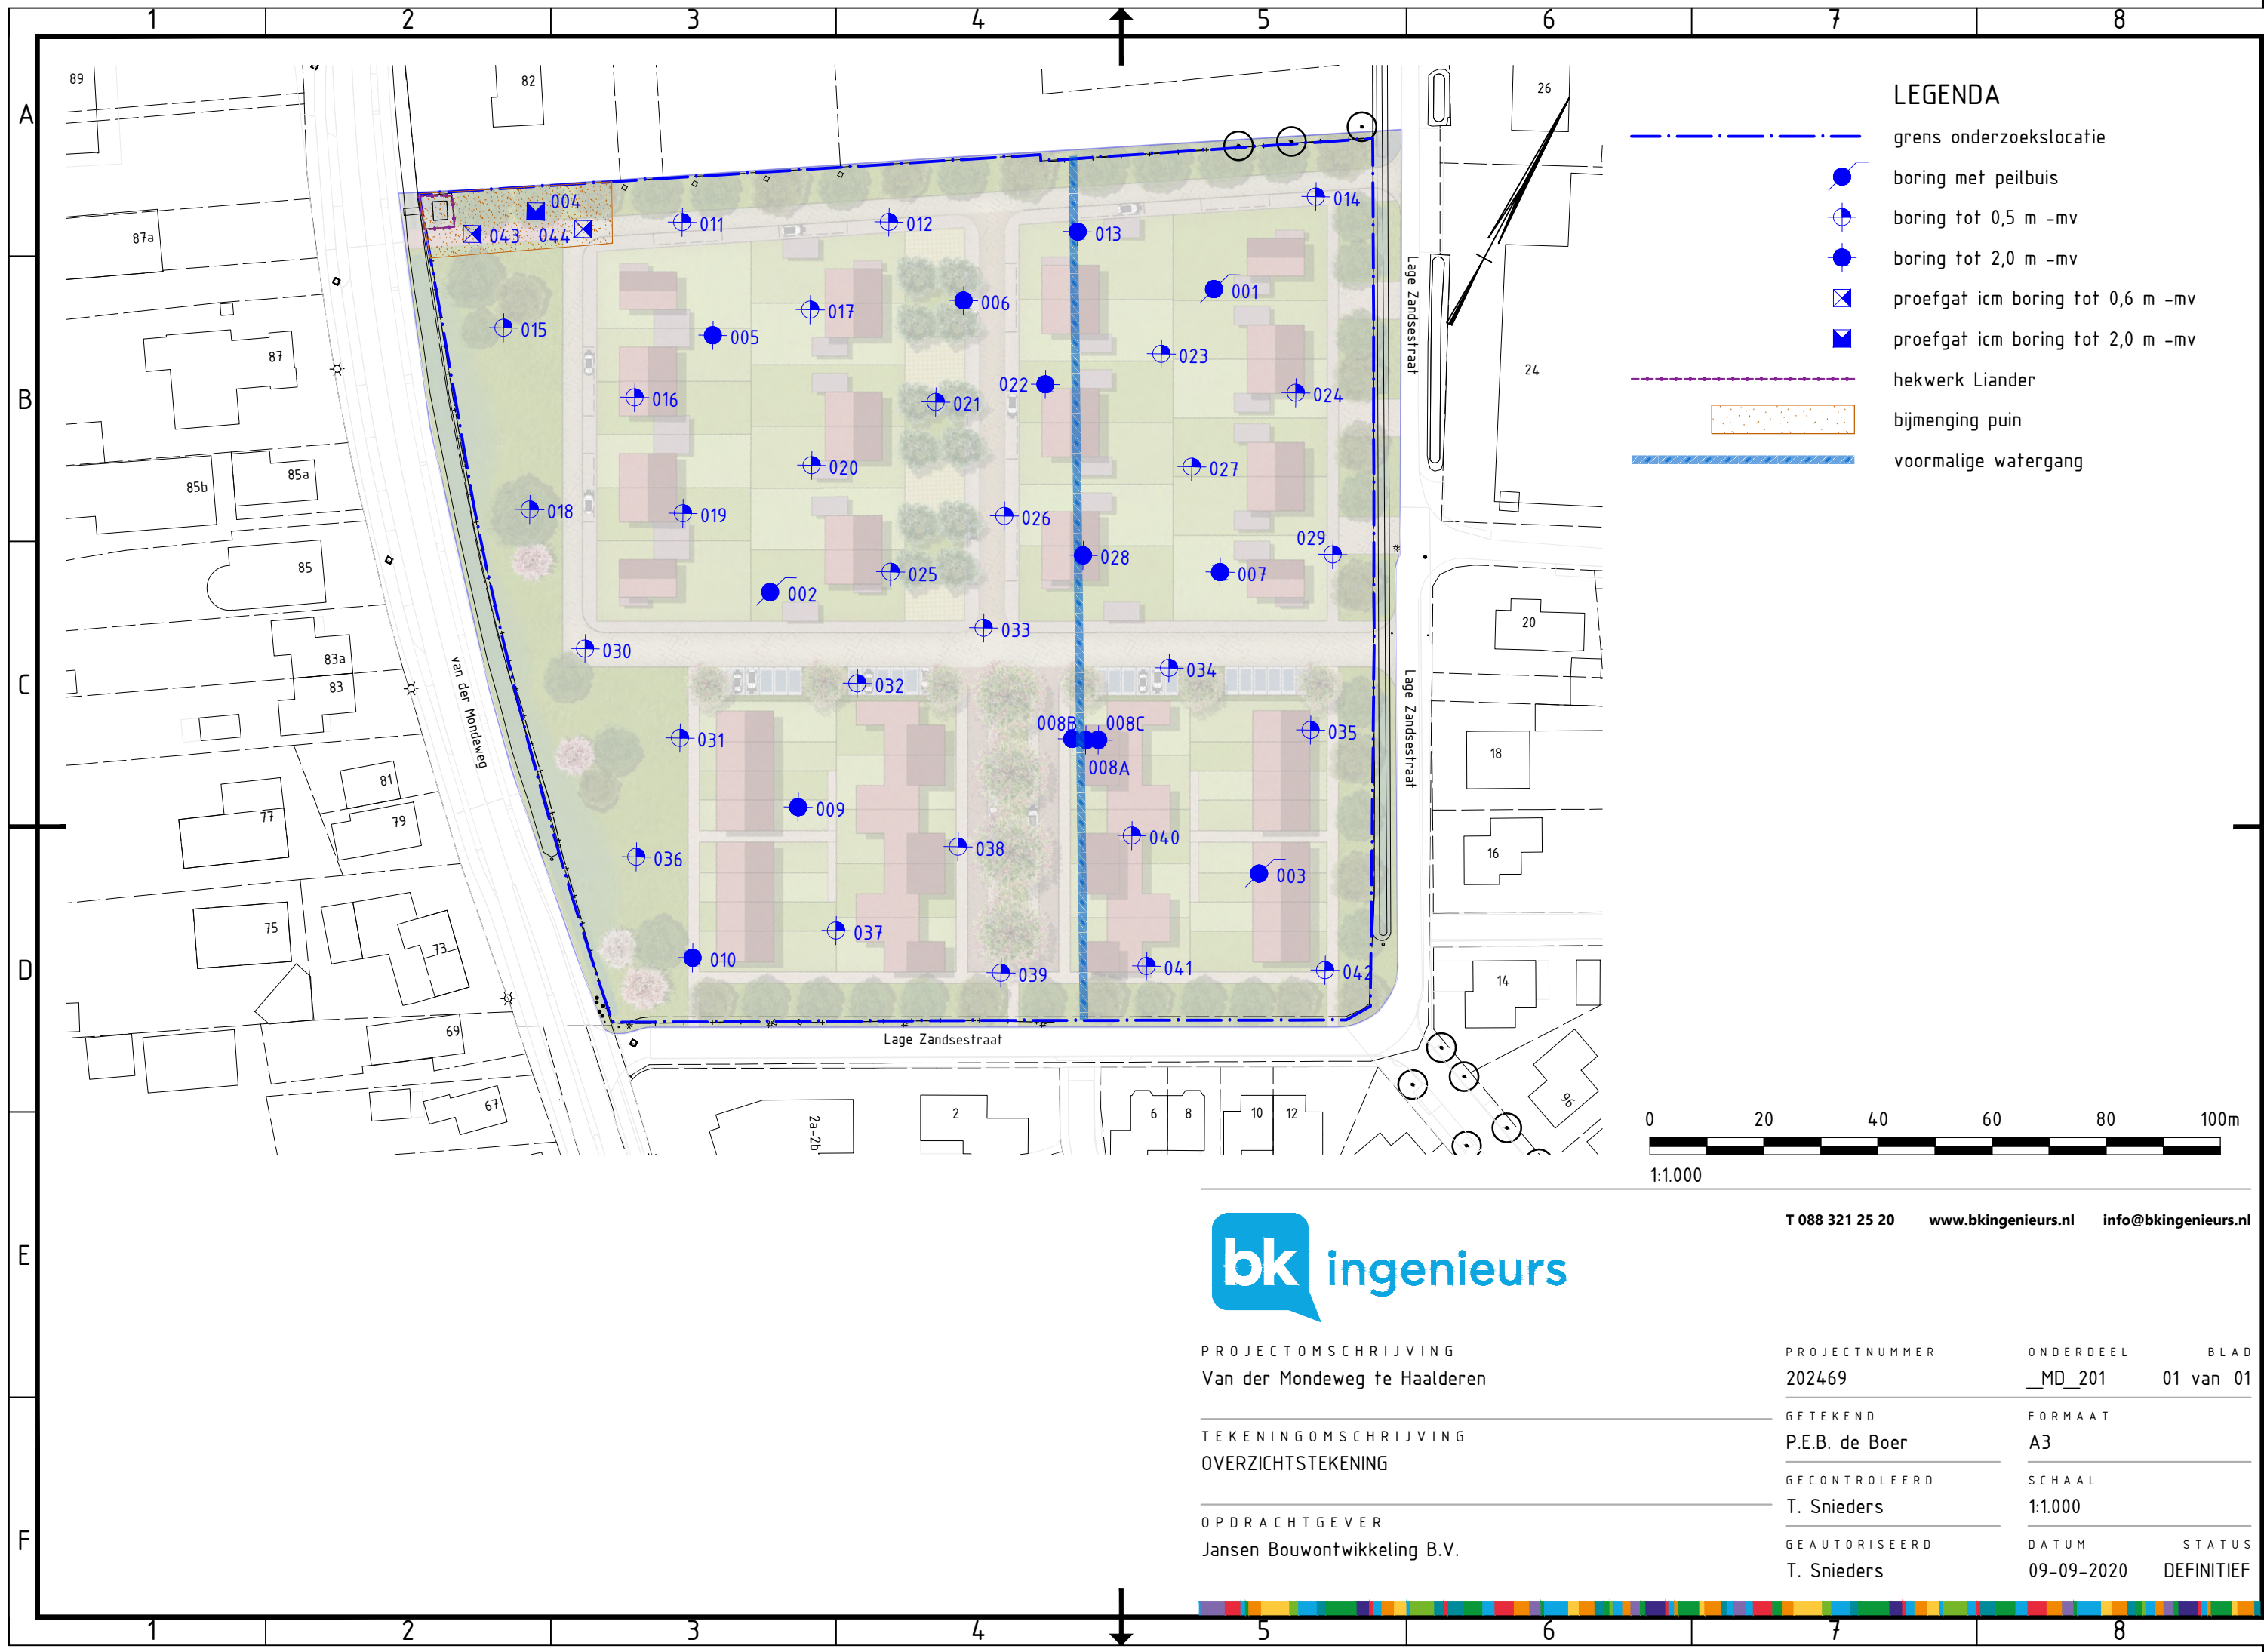 1 2 3 4 5 6 7 8
A
B
C
D
E
F
89
82
87a
87
85b
85a
85
83a
83
81
79
77
75
73
69
67
van der Mondeweg
004
043
044
011
012
013
014
001
015
017
006
005
023
022
024
016
021
020
027
018
019
026
029
028
025
007
002
033
030
034
032
008B
008C
008A
035
031
009
040
038
036
003
037
010
039
041
042
Lage Zandsestraat
Lage Zandsestraat
Lage Zandsestraat
26
24
20
18
16
14
96
2a-2b
2
6
8
10
12
LEGENDA
grens onderzoekslocatie
boring met peilbuis
boring tot 0,5 m -mv
boring tot 2,0 m -mv
proefgat icm boring tot 0,6 m -mv
proefgat icm boring tot 2,0 m -mv
hekwerk Liander
bijmenging puin
voormalige watergang
0 20 40 60 80 100m
1:1.000
bk ingenieurs
T 088 321 25 20 www.bkingenieurs.nl info@bkingenieurs.nl
PROJECTOMSCHRIJVING
Van der Mondeweg te Haalderen
TEKENINGOMSCHRIJVING
OVERZICHTSTEKENING
OPDRACHTGEVER
Jansen Bouwontwikkeling B.V.
PROJECTNUMMER ONDERDEEL BLAD
202469 _MD_201 01 van 01
GETEKEND FORMAAT
P.E.B. de Boer A3
GECONTROLEERD SCHAAL
T. Snieders 1:1.000
GEAUTORISEERD DATUM STATUS
T. Snieders 09-09-2020 DEFINITIEF
1 2 3 4 5 6 7 8